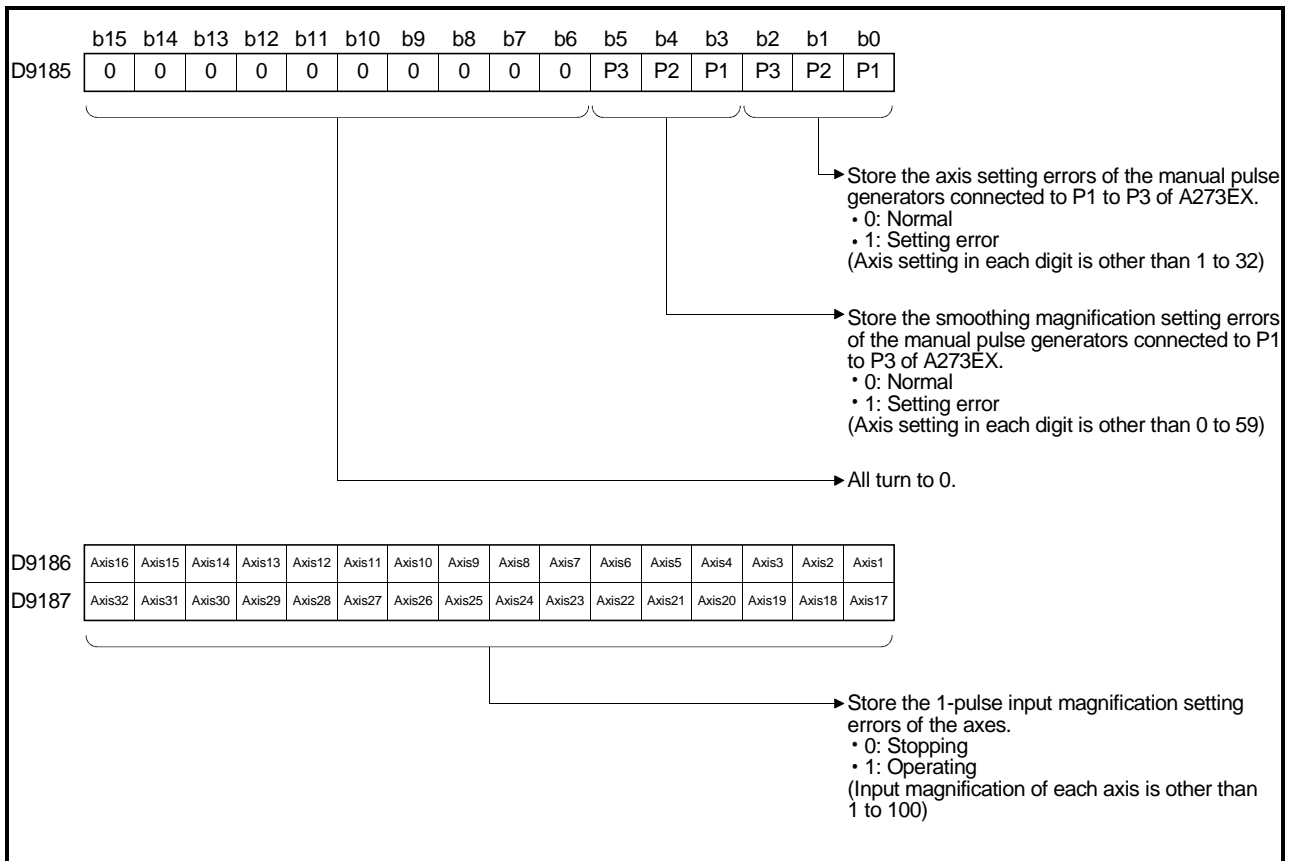 b15 b14 b13 b12 b11 b10 b9 b8 b7 b6 b5 b4 b3 b2 b1 b0
D9185 0 0 0 0 0 0 0 0 0 0 P3 P2 P1 P3 P2 P1
Store the axis setting errors of the manual pulse
generators connected to P1 to P3 of A273EX.
• 0: Normal
• 1: Setting error
(Axis setting in each digit is other than 1 to 32)
Store the smoothing magnification setting errors
of the manual pulse generators connected to P1
to P3 of A273EX.
• 0: Normal
• 1: Setting error
(Axis setting in each digit is other than 0 to 59)
All turn to 0.
D9186 Axis16 Axis15 Axis14 Axis13 Axis12 Axis11 Axis10 Axis9 Axis8 Axis7 Axis6 Axis5 Axis4 Axis3 Axis2 Axis1
D9187 Axis32 Axis31 Axis30 Axis29 Axis28 Axis27 Axis26 Axis25 Axis24 Axis23 Axis22 Axis21 Axis20 Axis19 Axis18 Axis17
Store the 1-pulse input magnification setting
errors of the axes.
• 0: Stopping
• 1: Operating
(Input magnification of each axis is other than
1 to 100)